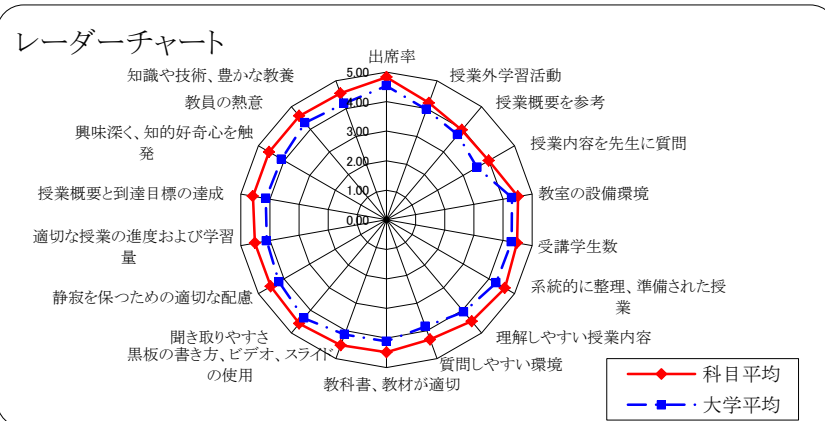 レーダーチャート
出席率
授業外学習活動
授業概要を参考
授業内容を先生に質問
教室の設備環境
受講学生数
系統的に整理、準備された授
業
理解しやすい授業内容
質問しやすい環境
教科書、教材が適切
黒板の書き方、ビデオ、スライド
の使用
聞き取りやすさ
静寂を保つための適切な配慮
適切な授業の進度および学習
量
授業概要と到達目標の達成
興味深く、知的好奇心を触
発
教員の熱意
知識や技術、豊かな教養
5.00
4.00
3.00
2.00
1.00
0.00
科目平均
大学平均